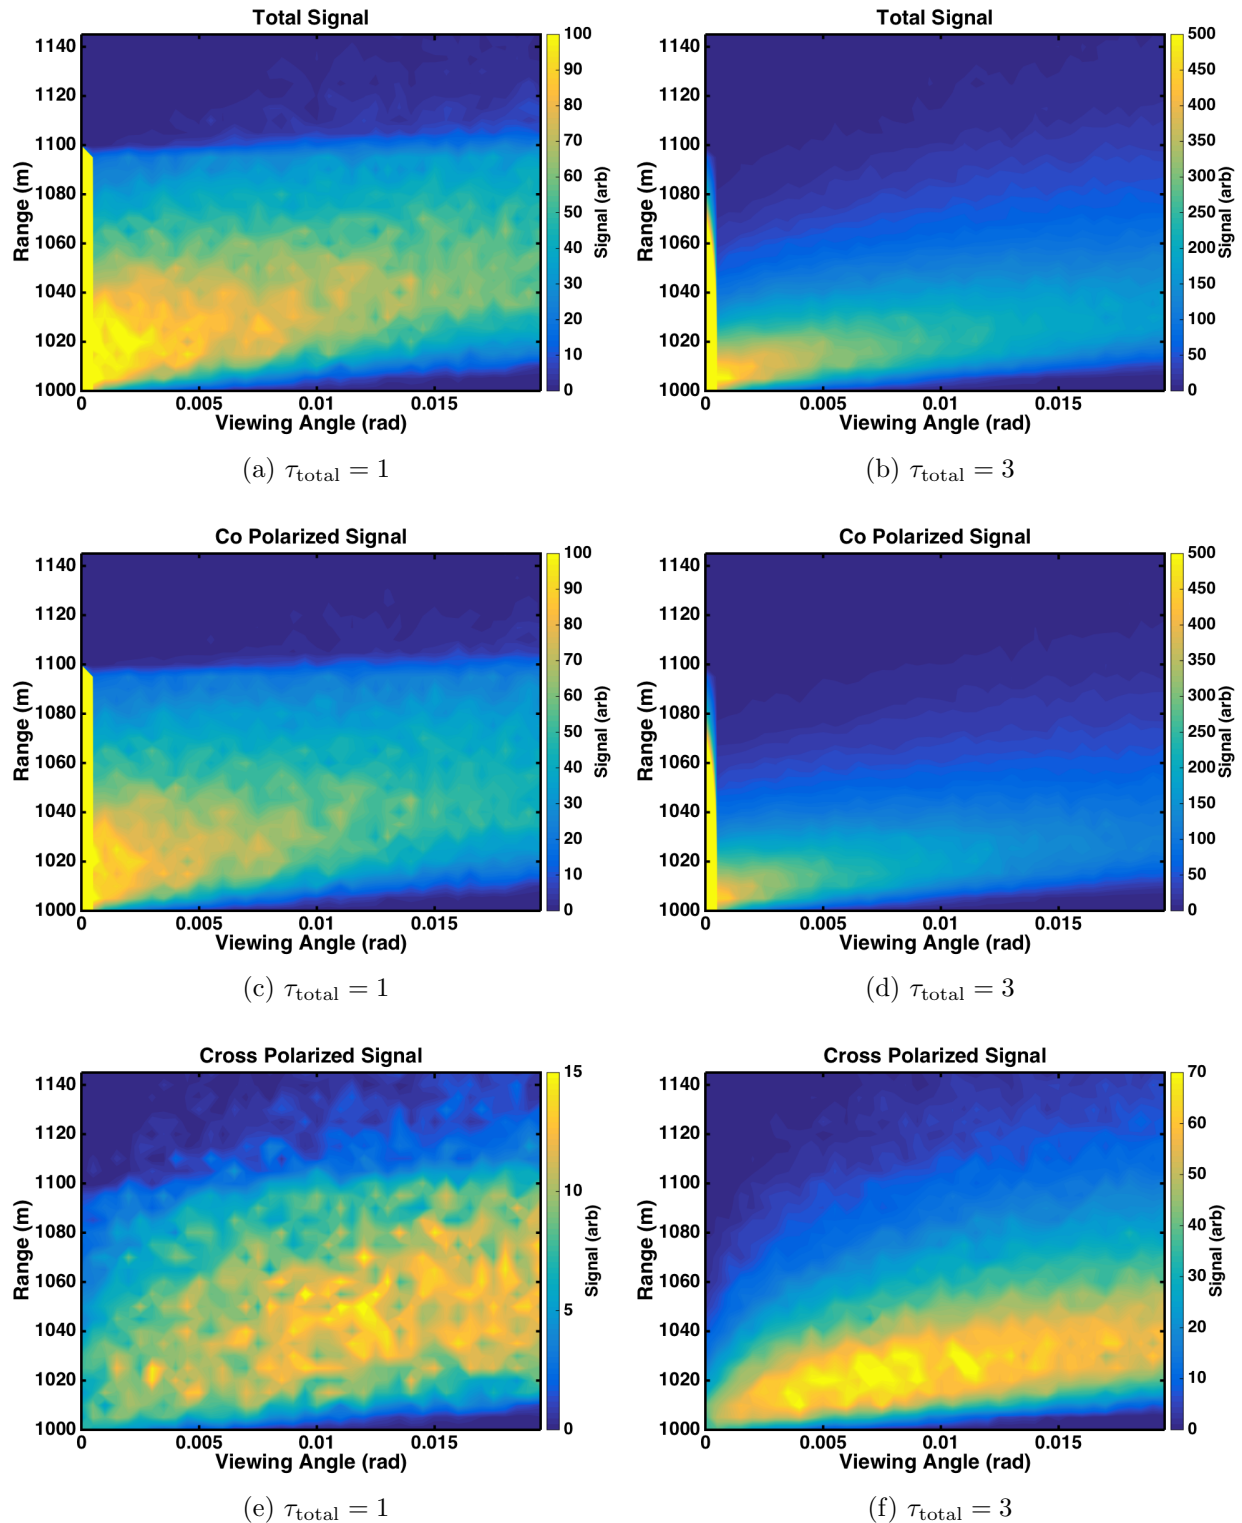 Total Signal
1140
1120
1100
1080
1060
1040
1020
1000
Range (m)
0 0.005 0.01 0.015
Viewing Angle (rad)
100
90
80
70
60
50
40
30
20
10
0
Signal (arb)
(a) τtotal = 1
Total Signal
1140
1120
1100
1080
1060
1040
1020
1000
Range (m)
0 0.005 0.01 0.015
Viewing Angle (rad)
500
450
400
350
300
250
200
150
100
50
0
Signal (arb)
(b) τtotal = 3
Co Polarized Signal
1140
1120
1100
1080
1060
1040
1020
1000
Range (m)
0 0.005 0.01 0.015
Viewing Angle (rad)
100
90
80
70
60
50
40
30
20
10
0
Signal (arb)
(c) τtotal = 1
Co Polarized Signal
1140
1120
1100
1080
1060
1040
1020
1000
Range (m)
0 0.005 0.01 0.015
Viewing Angle (rad)
500
450
400
350
300
250
200
150
100
50
0
Signal (arb)
(d) τtotal = 3
Cross Polarized Signal
1140
1120
1100
1080
1060
1040
1020
1000
Range (m)
0 0.005 0.01 0.015
Viewing Angle (rad)
15
10
5
0
Signal (arb)
(e) τtotal = 1
Cross Polarized Signal
1140
1120
1100
1080
1060
1040
1020
1000
Range (m)
0 0.005 0.01 0.015
Viewing Angle (rad)
70
60
50
40
30
20
10
0
Signal (arb)
(f) τtotal = 3